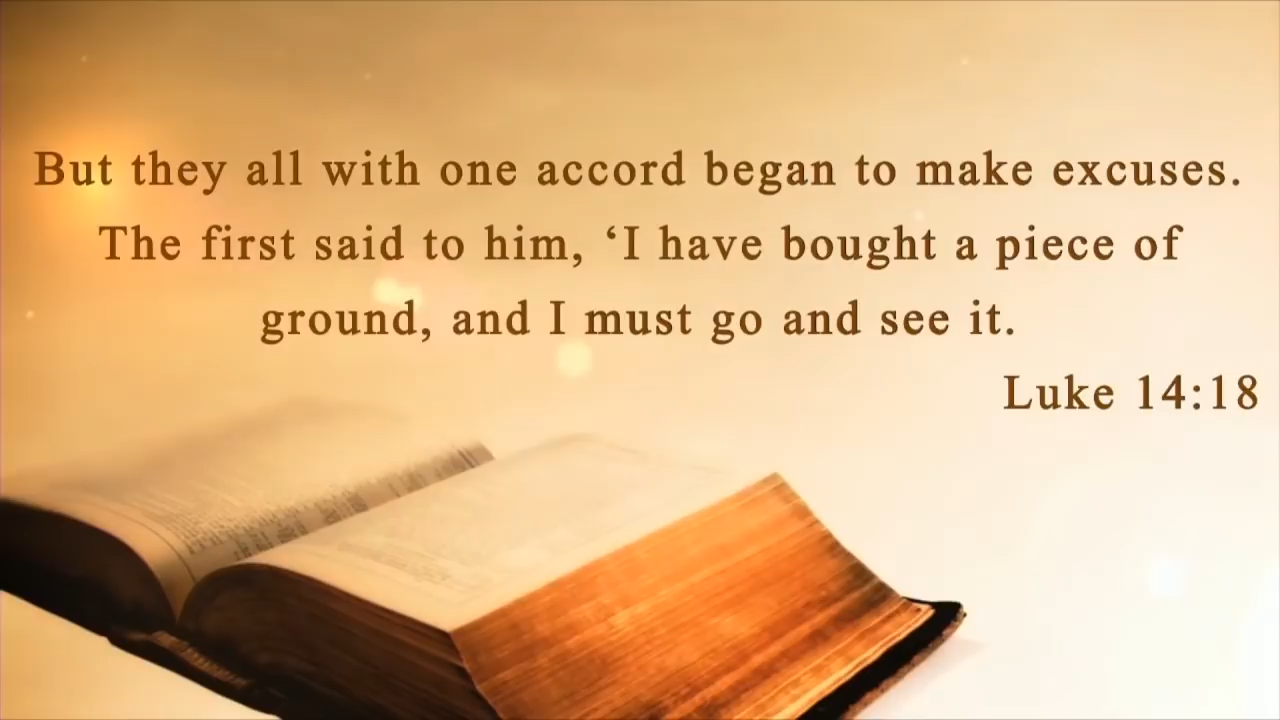 But they all with one accord began to make excuses.
The first said to him, ‘I have bought a piece of
ground, and I must go and see it.
Luke 14:18